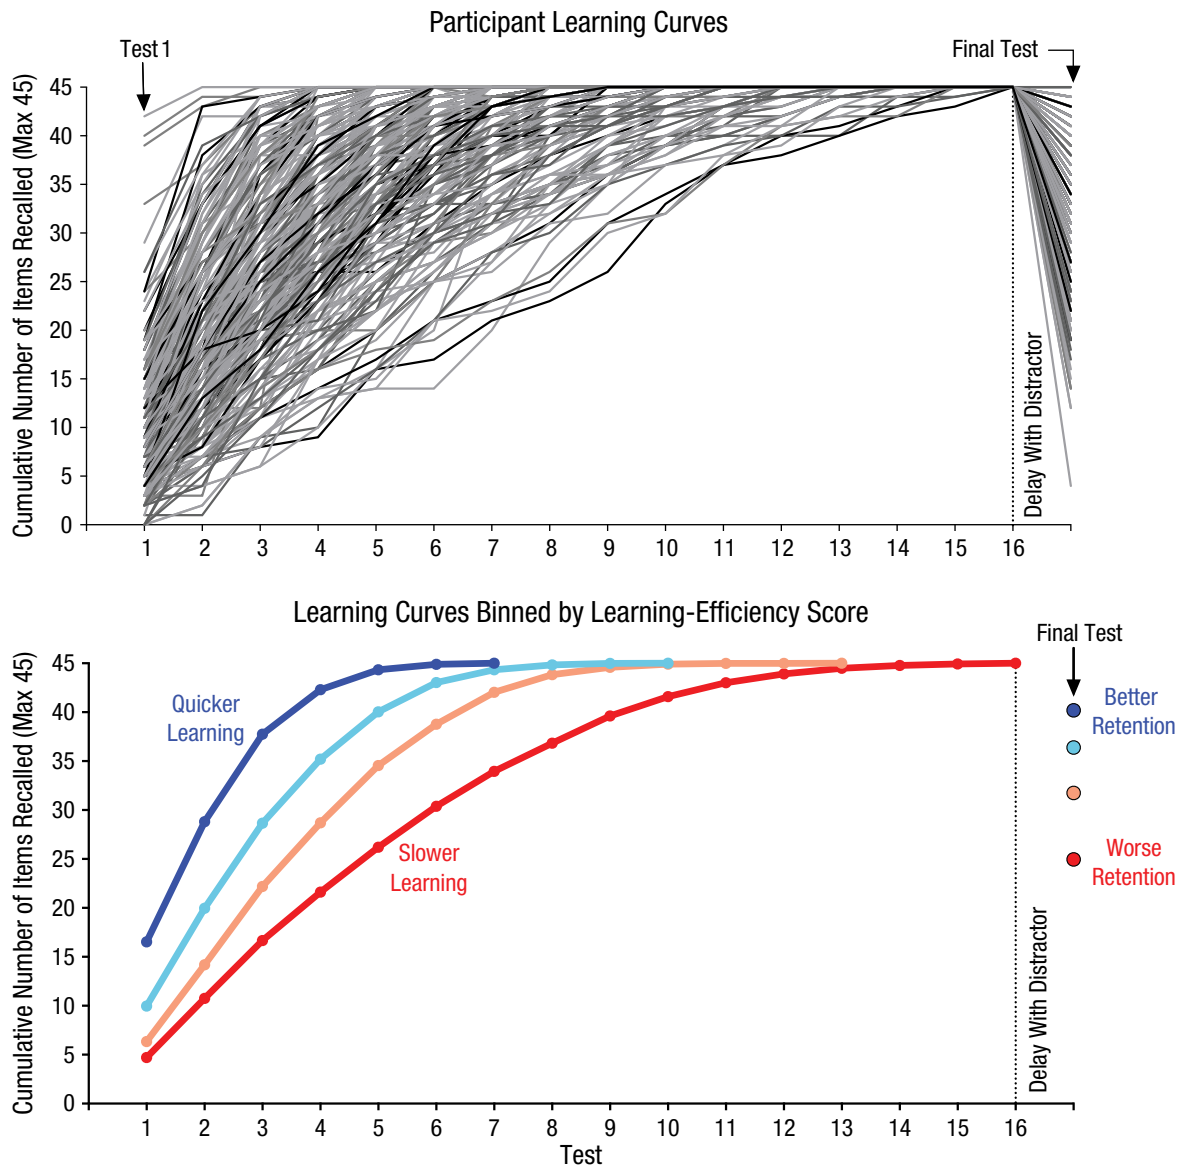 Participant Learning Curves
Test 1
Final Test
Cumulative Number of Items Recalled (Max 45)
45
40
35
30
25
20
15
10
5
0
Delay With Distractor
1 2 3 4 5 6 7 8 9 10 11 12 13 14 15 16
Learning Curves Binned by Learning-Efficiency Score
Final Test
Cumulative Number of Items Recalled (Max 45)
45
40
35
30
25
20
15
10
5
0
Quicker
Learning
Slower
Learning
Better
Retention
Worse
Retention
Delay With Distractor
1 2 3 4 5 6 7 8 9 10 11 12 13 14 15 16
Test